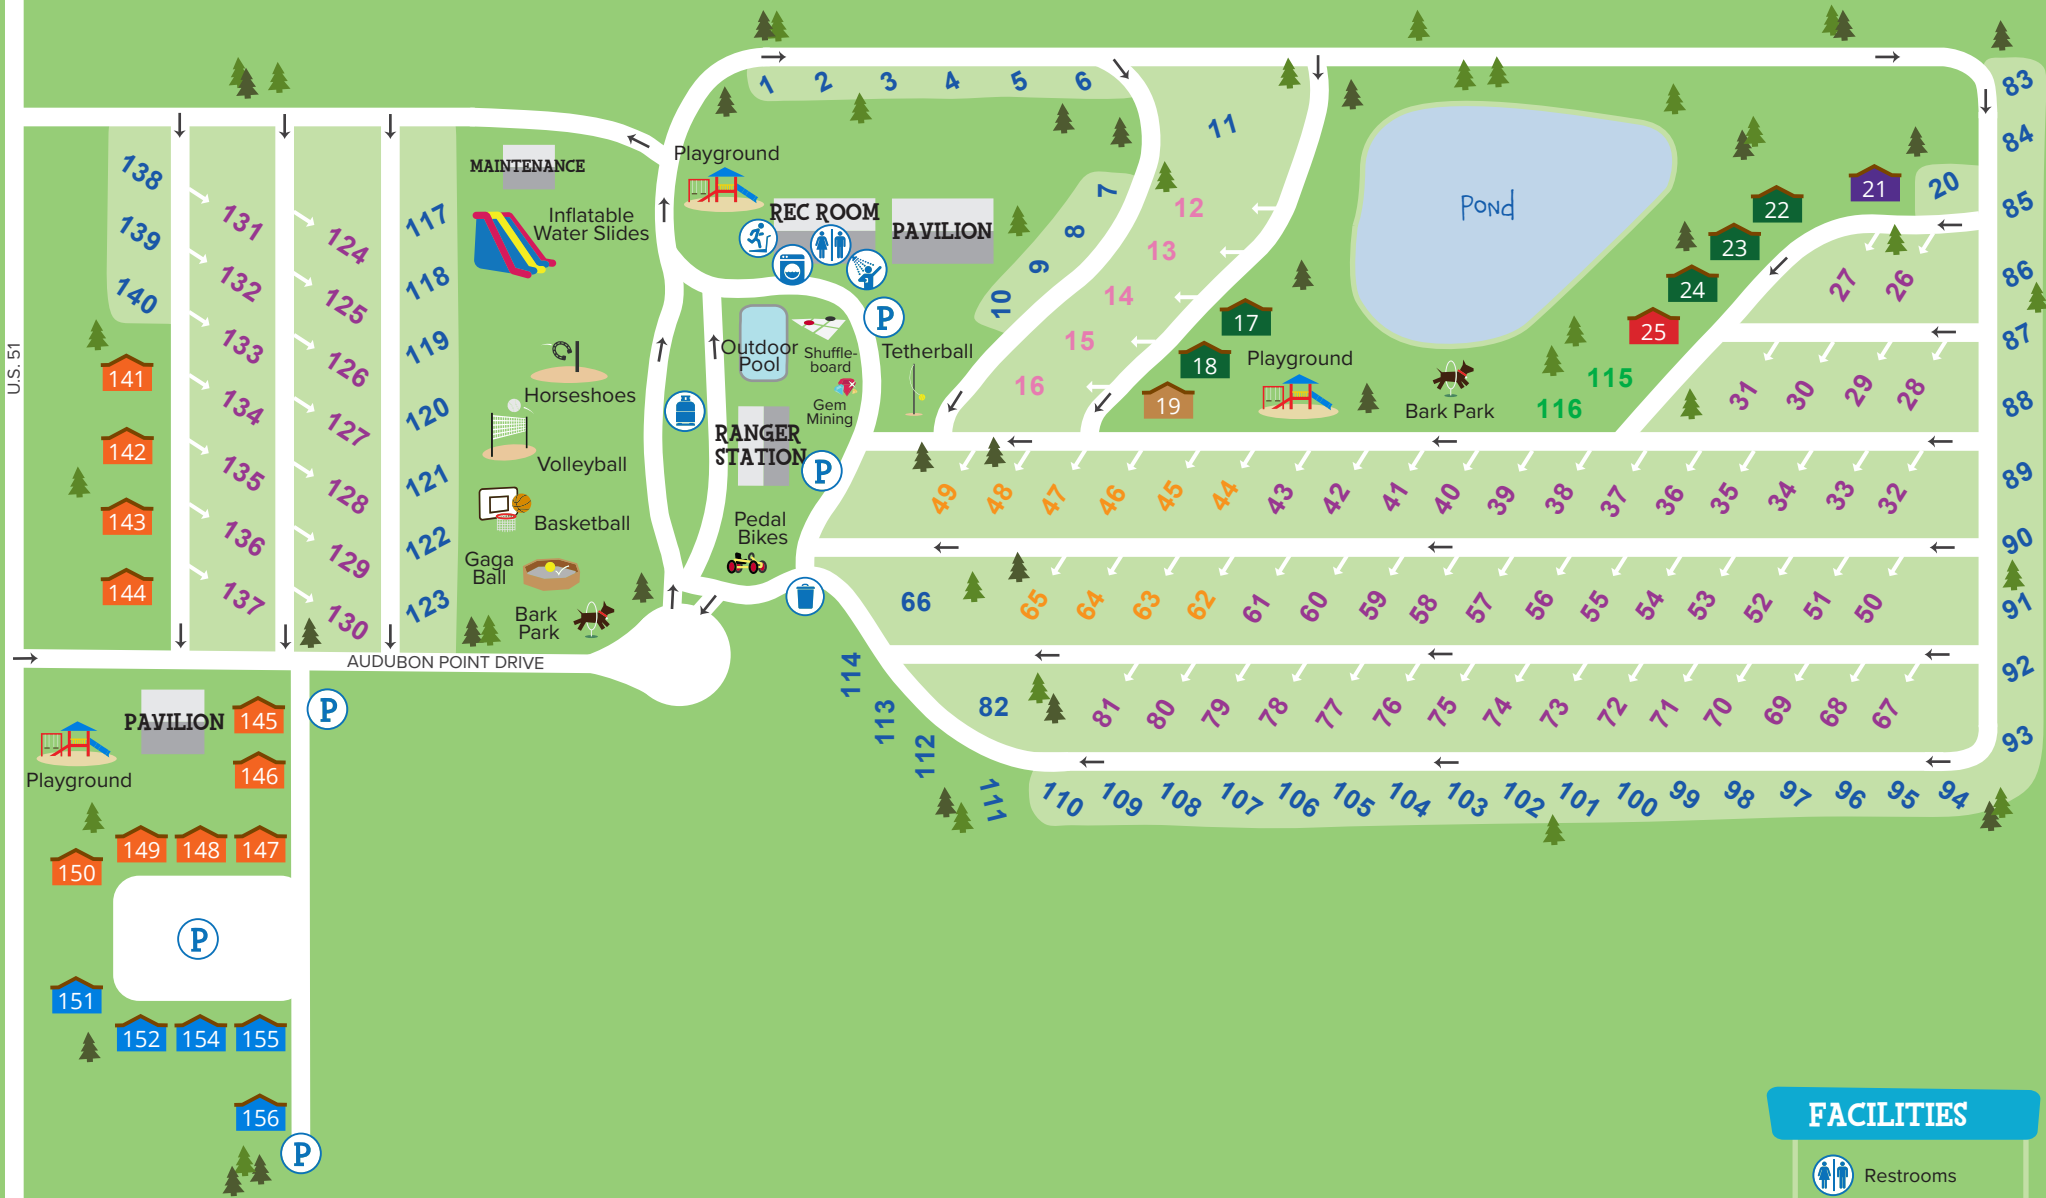 1 2 3 4 5 6
83
84
85
86
87
88
89
90
91
92
93
11
138
139
140
131
132
133
134
135
136
137
124
125
126
127
128
129
130
117
118
119
120
121
122
123
MAINTENANCE
Inflatable
Water Slides
Playground
REC ROOM
PAVILION
7
8
9
10
12
13
14
15
16
Pond
20
21
22
23
24
25
27 26
31 30 29 28
17
18
19
Playground
Bark Park
115
116
U.S. 51
141
142
143
144
Horseshoes
Volleyball
Basketball
Gaga
Ball
Bark
Park
Outdoor
Pool
Shuffle-
board
Gem
Mining
P
Tetherball
RANGER
STATION
P
Pedal
Bikes
49 48 47 46 45 44 43 42 41 40 39 38 37 36 35 34 33 32
66 65 64 63 62 61 60 59 58 57 56 55 54 53 52 51 50
AUDUBON POINT DRIVE
114
113
112
111
82 81 80 79 78 77 76 75 74 73 72 71 70 69 68 67
110 109 108 107 106 105 104 103 102 101 100 99 98 97 96 95 94
PAVILION
145
P
146
Playground
149 148 147
150
P
151
152 154 155
156
P
FACILITIES
Restrooms